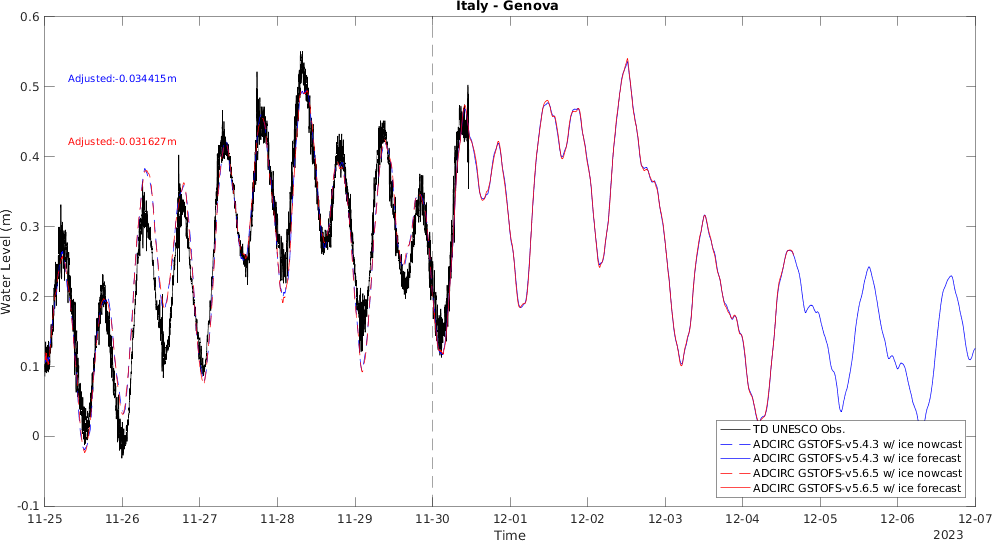 Italy - Genova
0.6
0.5
0.4
0.3
0.2
0.1
0
-0.1
Water Level (m)
Adjusted:-0.034415m
Adjusted:-0.031627m
TD UNESCO Obs.
ADCIRC GSTOFS-v5.4.3 w/ ice nowcast
ADCIRC GSTOFS-v5.4.3 w/ ice forecast
ADCIRC GSTOFS-v5.6.5 w/ ice nowcast
ADCIRC GSTOFS-v5.6.5 w/ ice forecast
11-25 11-26 11-27 11-28 11-29 11-30 12-01 12-02 12-03 12-04 12-05 12-06 12-07
Time
2023